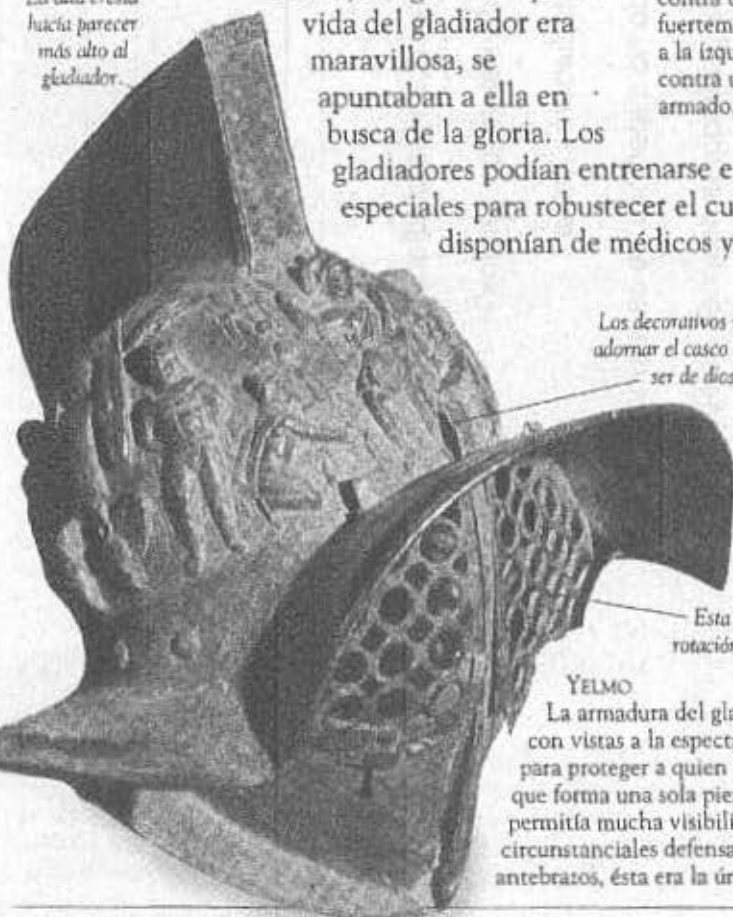 hacía parecer
más alto al
gladiador.
vida del gladiador era
maravillosa, se
apuntaban a ella en
busca de la gloria. Los
gladiadores podían entrenarse e
especiales para robustecer el cu
disponían de médicos y
fuertem
a la izqu
contra u
armado.
Los decorativos
adornar el casco
ser de dios
Esta
rotación
YELMO
La armadura del gla
con vistas a la espect
para proteger a quien
que forma una sola pie
permitía mucha visibili
circunstanciales defensa
antebrazos, ésta era la ú